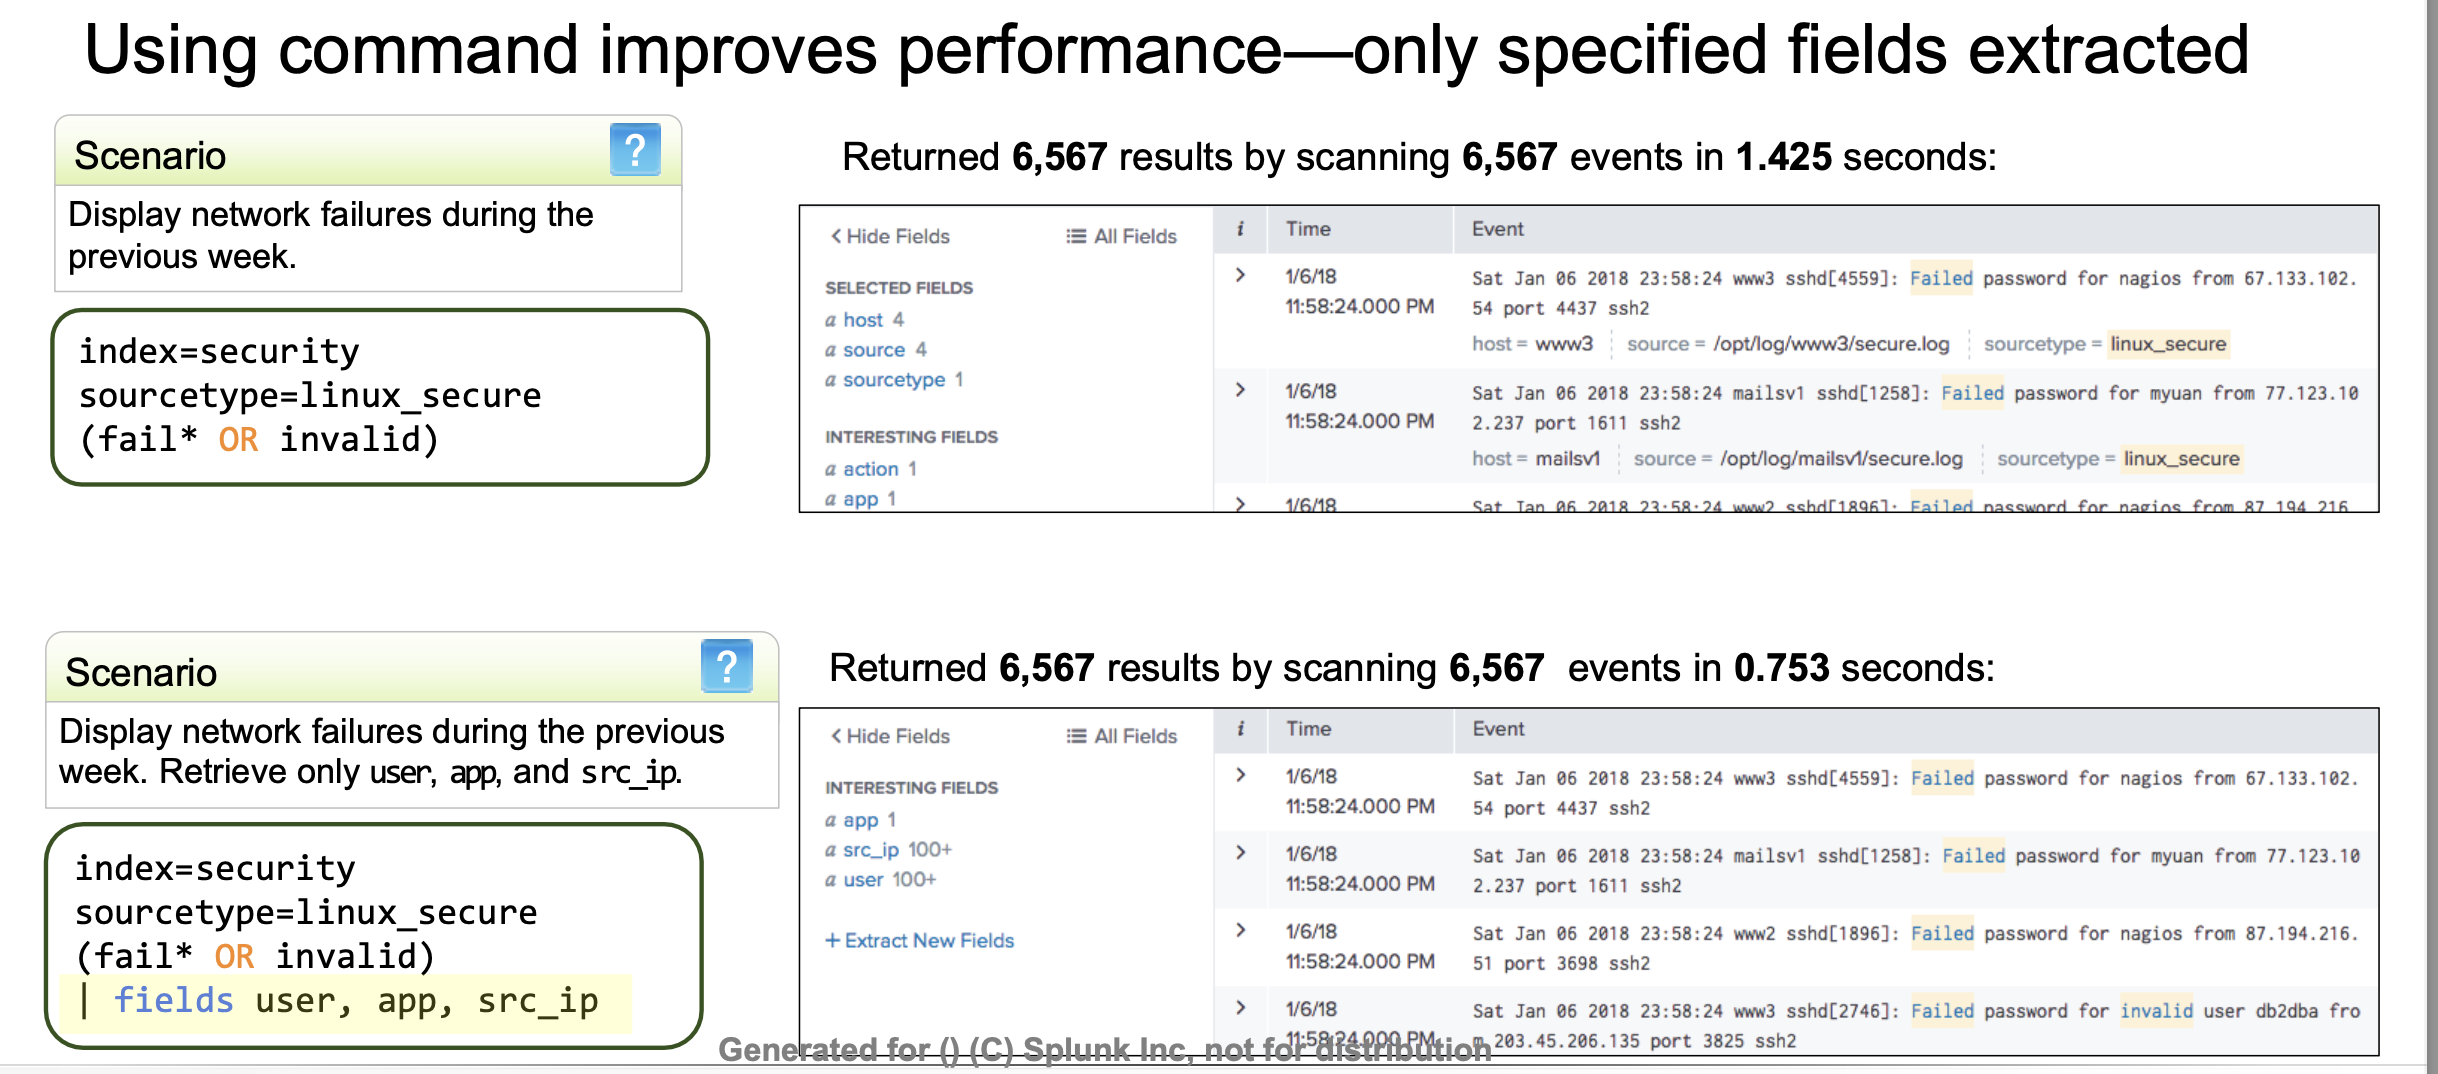 Using command improves performance—only specified fields extracted
Scenario
?
Display network failures during the
previous week.
index=security
sourcetype=linux_secure
(fail* OR invalid)
Returned 6,567 results by scanning 6,567 events in 1.425 seconds:
< Hide Fields
All Fields
SELECTED FIELDS
a host 4
a source 4
a sourcetype 1
INTERESTING FIELDS
a action 1
a app 1
i
Time
Event
>
1/6/18
11:58:24.000 PM
Sat Jan 06 2018 23:58:24 www3 sshd[4559]: Failed password for nagios from 67.133.102.
54 port 4437 ssh2
host = www3
source = /opt/log/www3/secure.log
sourcetype = linux_secure
>
1/6/18
11:58:24.000 PM
Sat Jan 06 2018 23:58:24 mailsv1 sshd[1258]: Failed password for myuan from 77.123.10
2.237 port 1611 ssh2
host = mailsv1
source = /opt/log/mailsv1/secure.log
sourcetype = linux_secure
>
1/6/18
Sat Jan 06 2018 23:58:24 www2 sshd[1896]: Failed password for nagios from 87.194.216.
Scenario
?
Display network failures during the previous
week. Retrieve only user, app, and src_ip.
index=security
sourcetype=linux_secure
(fail* OR invalid)
| fields user, app, src_ip
Returned 6,567 results by scanning 6,567 events in 0.753 seconds:
< Hide Fields
All Fields
INTERESTING FIELDS
a app 1
a src_ip 100+
a user 100+
+ Extract New Fields
i
Time
Event
>
1/6/18
11:58:24.000 PM
Sat Jan 06 2018 23:58:24 www3 sshd[4559]: Failed password for nagios from 67.133.102.
54 port 4437 ssh2
>
1/6/18
11:58:24.000 PM
Sat Jan 06 2018 23:58:24 mailsv1 sshd[1258]: Failed password for myuan from 77.123.10
2.237 port 1611 ssh2
>
1/6/18
11:58:24.000 PM
Sat Jan 06 2018 23:58:24 www2 sshd[1896]: Failed password for nagios from 87.194.216.
51 port 3698 ssh2
>
1/6/18
11:58:24.000 PM
Sat Jan 06 2018 23:58:24 www3 sshd[2746]: Failed password for invalid user db2dba fro
m 203.45.206.135 port 3825 ssh2
Generated for () (C) Splunk Inc, not for distribution